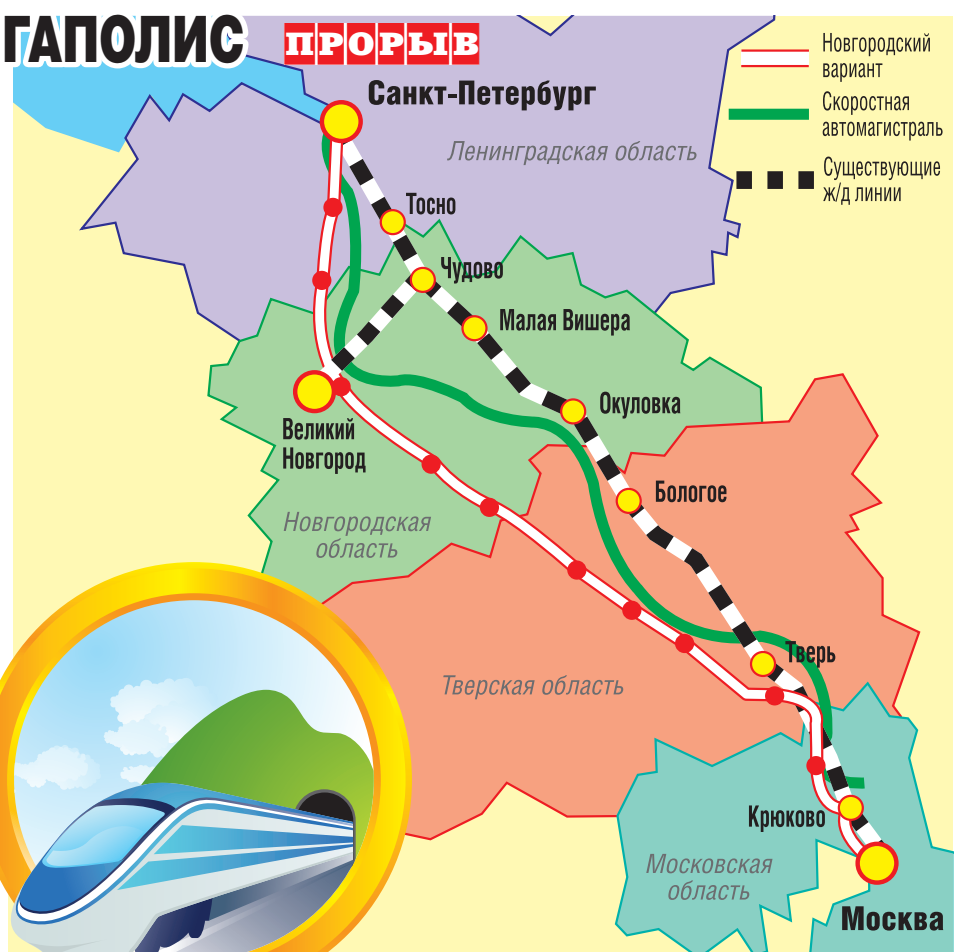 ГАПОЛИС
ПРОРЫВ
Новгородский
вариант
Скоростная
автомагистраль
Существующие
ж/д линии
Санкт-Петербург
Ленинградская область
Тосно
Чудово
Малая Вишера
Окуловка
Великий
Новгород
Бологое
Новгородская
область
Тверь
Тверская область
Крюково
Московская
область
Москва